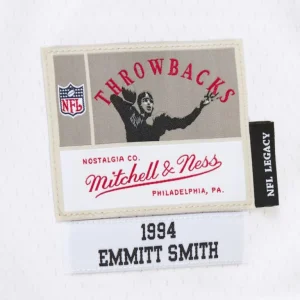 THROWBACKS
NFL
NOSTALGIA CO.
Mitchell & Ness
PHILADELPHIA, PA.
NFL LEGACY
1994
EMMITT SMITH